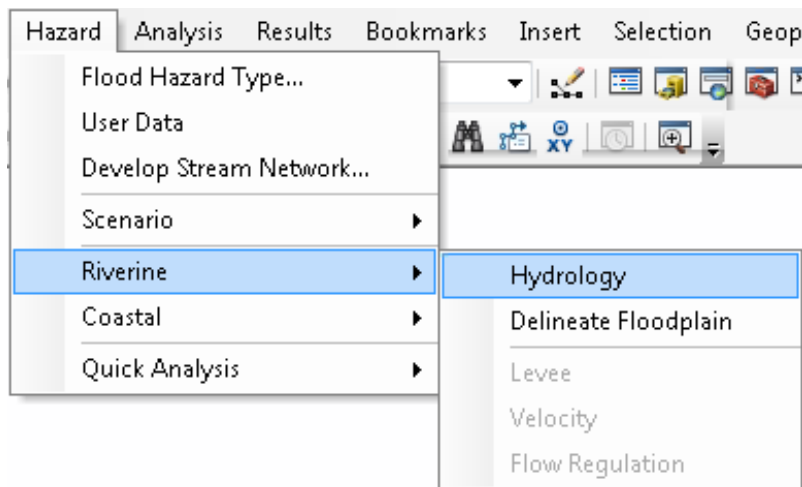 Hazard Analysis Results Bookmarks Insert Selection Geop
Flood Hazard Type...
User Data
Develop Stream Network...
XY
Scenario
Riverine
Hydrology
Coastal
Delineate Floodplain
Quick Analysis
Levee
Velocity
Flow Regulation